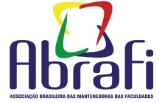 Abrafi
ASSOCIAÇÃO BRASILEIRA DAS MANTENEDORAS DAS FACULDADES